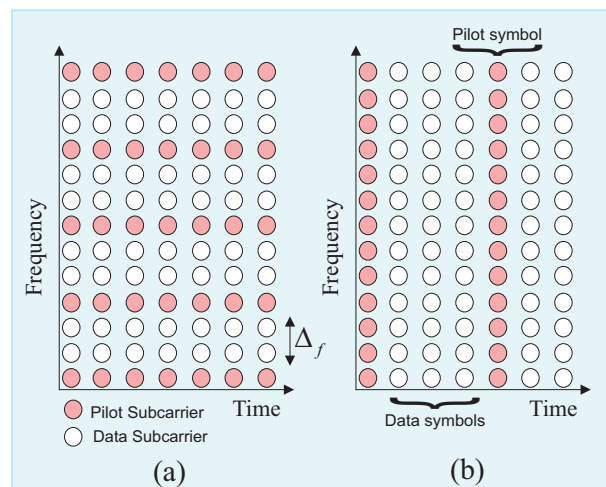 Pilot symbol
Frequency
Δf
Time
Pilot Subcarrier
Data Subcarrier
(a)
Frequency
Time
Data symbols
(b)